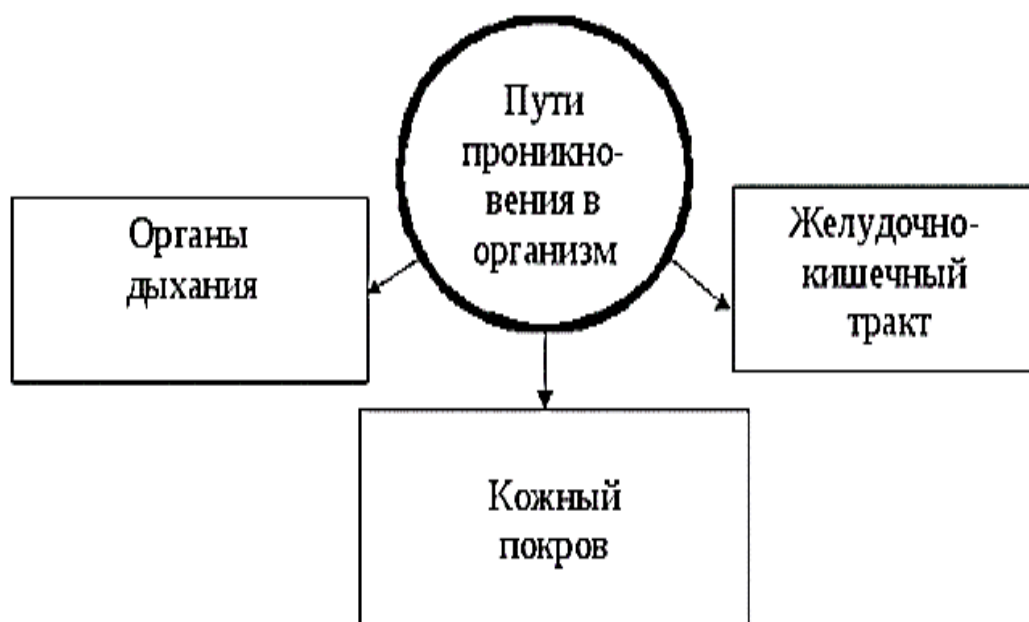 Пути
проникно-
вения в
организм
Органы
дыхания
Желудочно-
кишечный
тракт
Кожный
покров